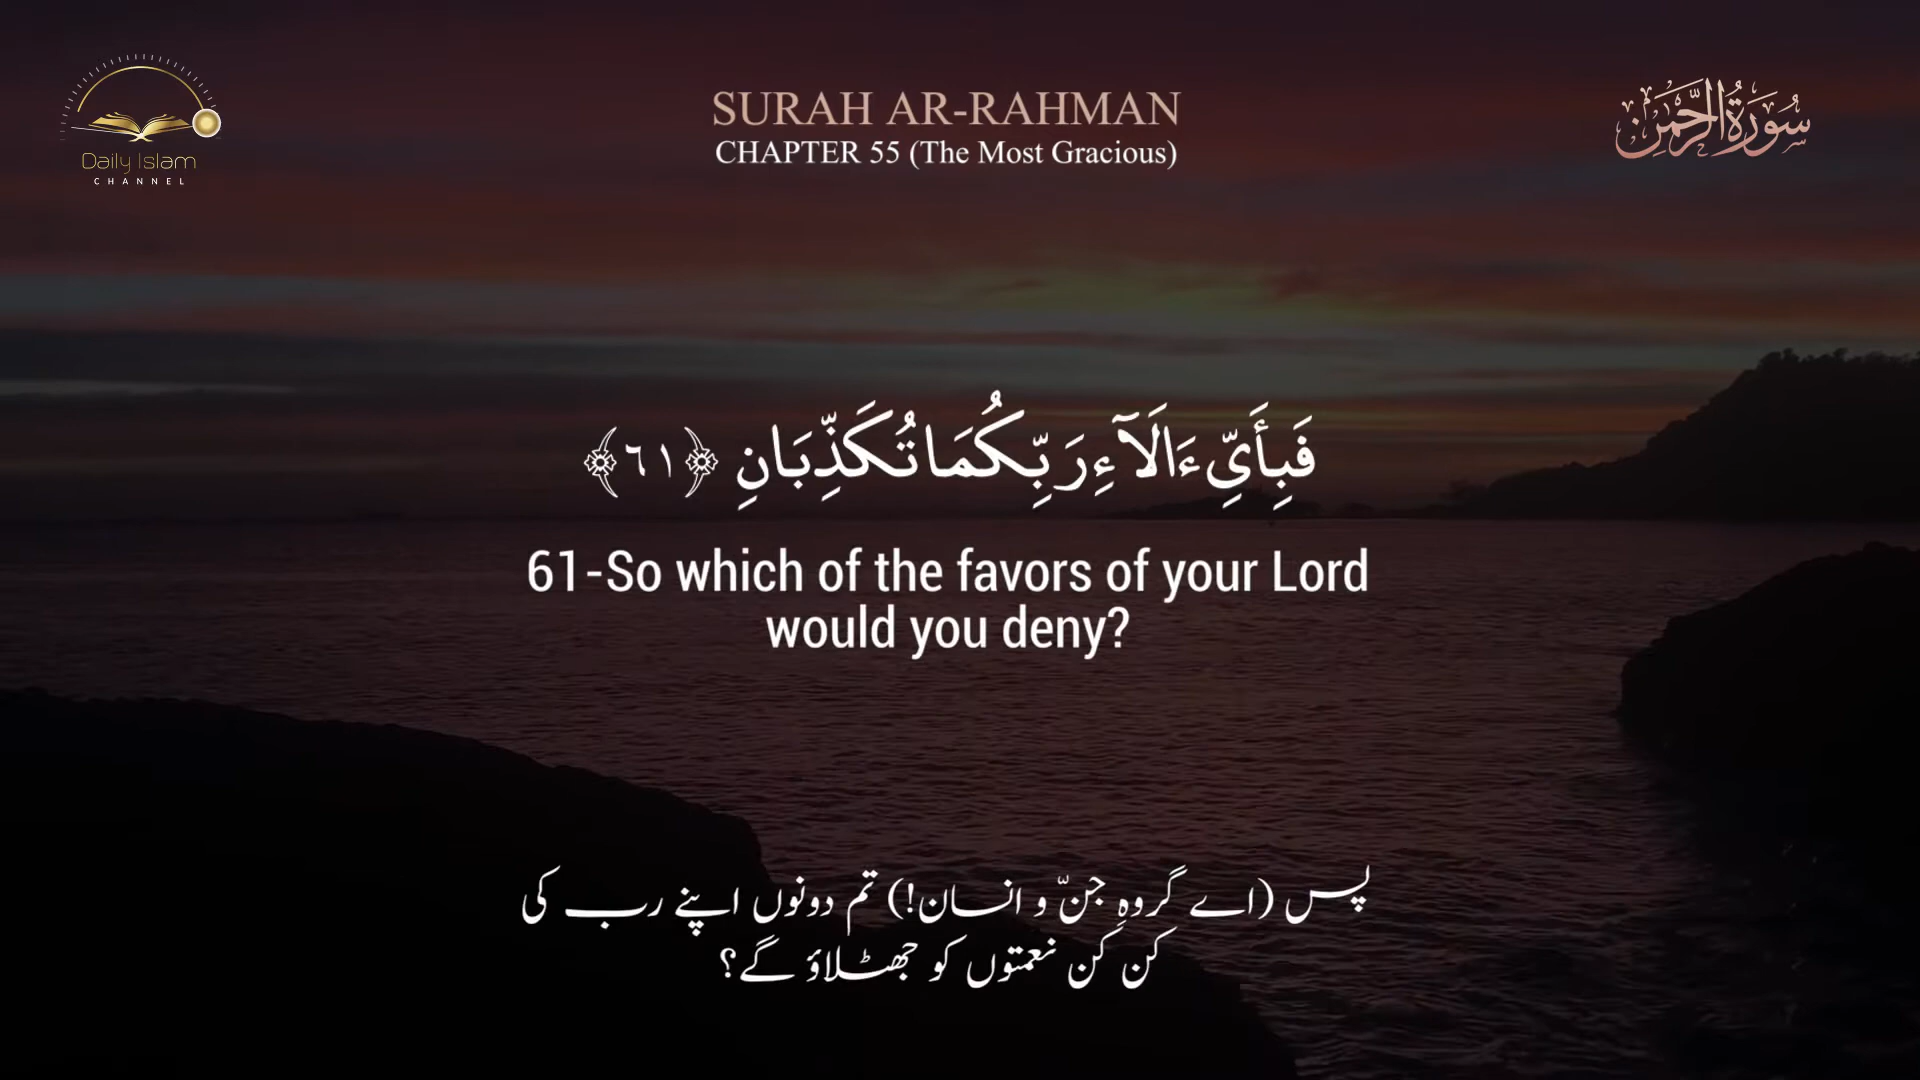 Daily Islam
CHANNEL
SURAH AR-RAHMAN
CHAPTER 55 (The Most Gracious)
سُورَةُ الرَّحْمَٰن
فَبِأَيِّ ءَالَآءِ رَبِّكُمَا تُكَذِّبَانِ ﴿٦١﴾
61-So which of the favors of your Lord
would you deny?
پس (اے گروہِ جنّ و انسان!) تم دونوں اپنے رب کی
کن کن نعمتوں کو جھٹلاؤ گے؟